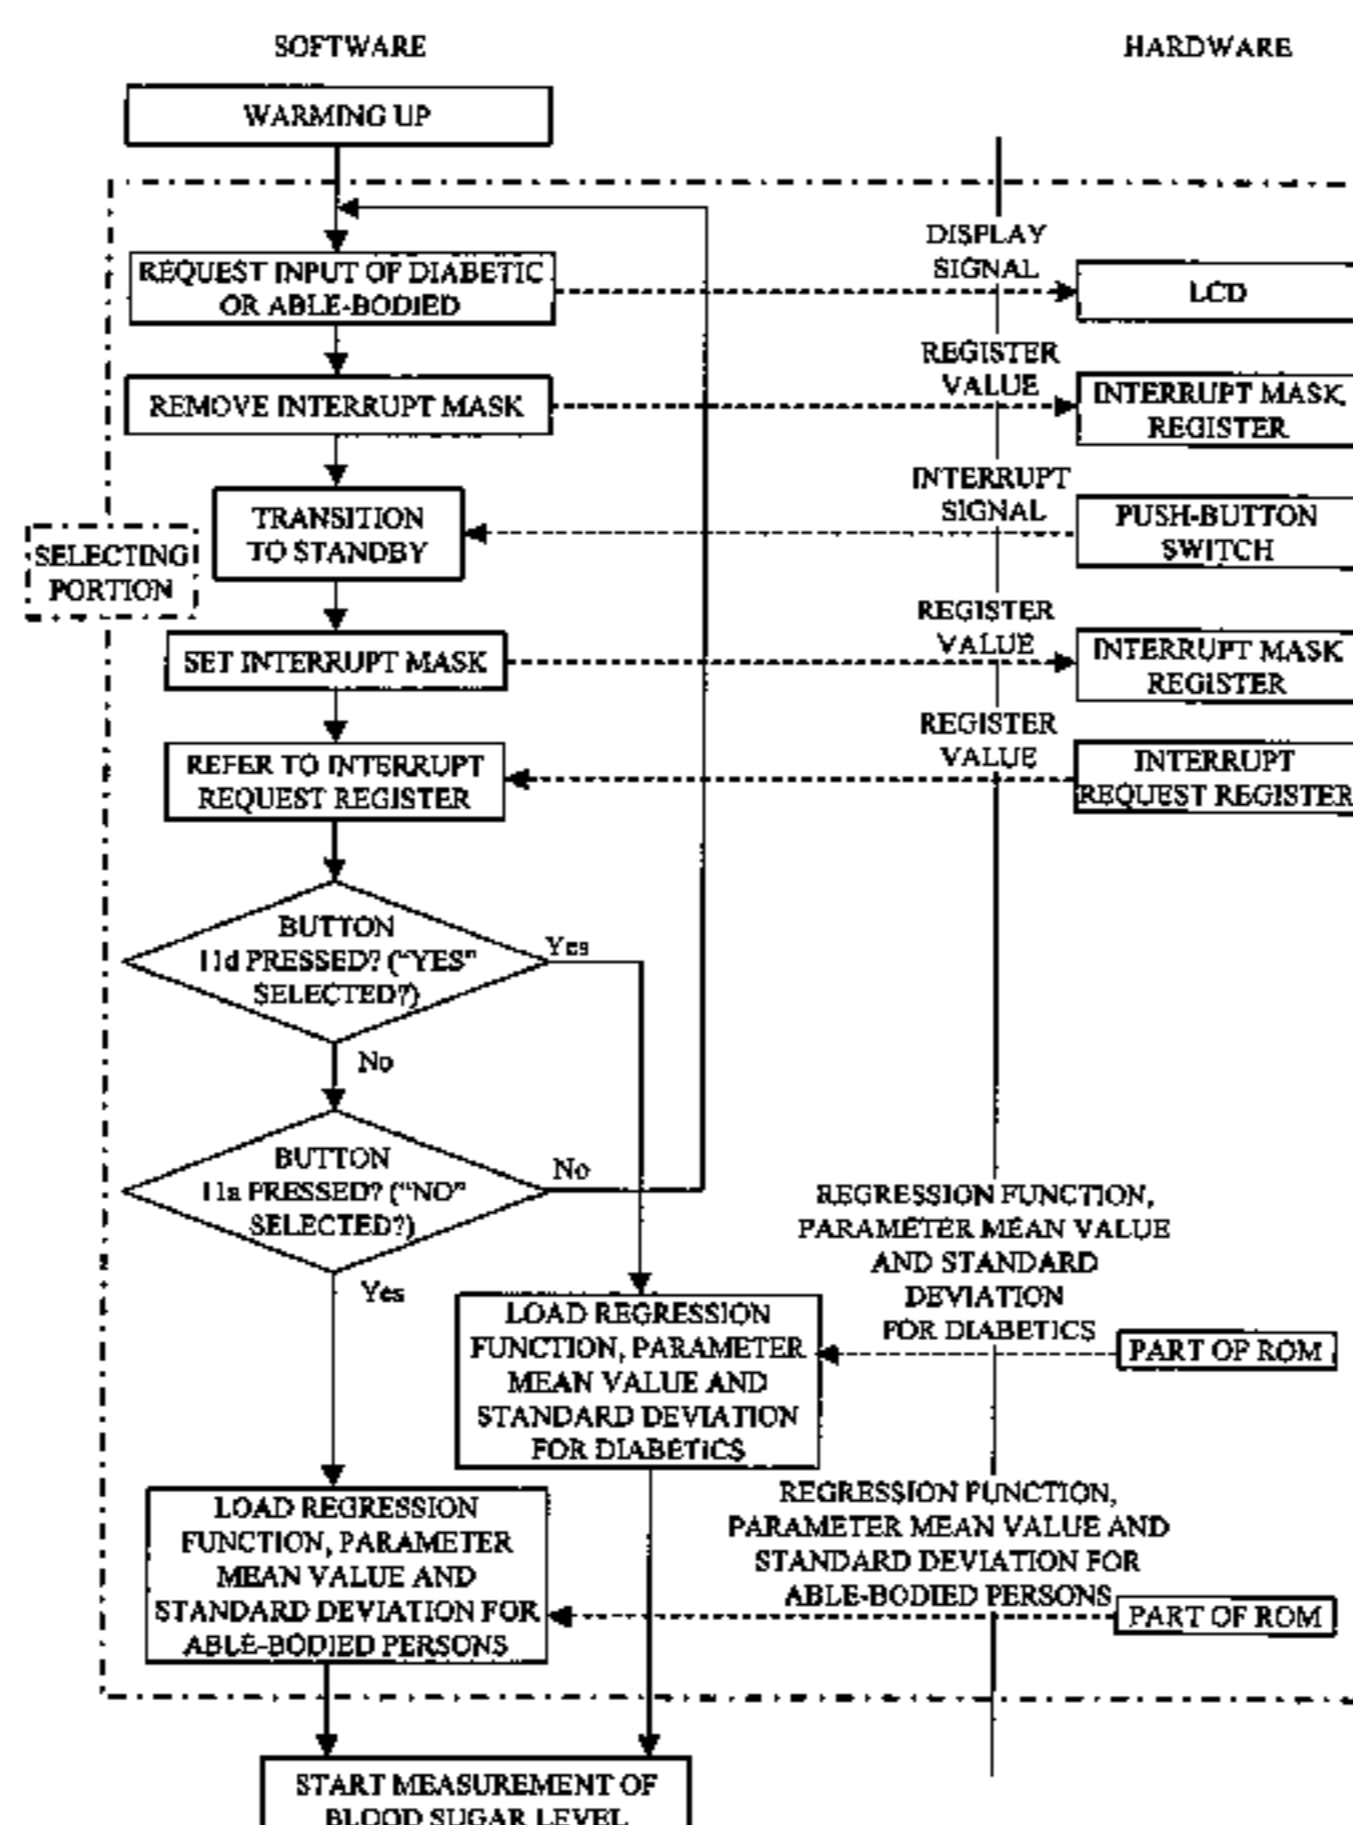 SOFTWARE
HARDWARE
WARMING UP
REQUEST INPUT OF DIABETIC
OR ABLE-BODIED
DISPLAY
SIGNAL
LCD
REMOVE INTERRUPT MASK
REGISTER
VALUE
INTERRUPT MASK
REGISTER
TRANSITION
TO STANDBY
INTERRUPT
SIGNAL
PUSH-BUTTON
SWITCH
SELECTING
PORTION
SET INTERRUPT MASK
REGISTER
VALUE
INTERRUPT MASK
REGISTER
REFER TO INTERRUPT
REQUEST REGISTER
REGISTER
VALUE
INTERRUPT
REQUEST REGISTER
BUTTON
11d PRESSED? ("YES"
SELECTED?)
Yes
No
BUTTON
11a PRESSED? ("NO"
SELECTED?)
No
Yes
LOAD REGRESSION
FUNCTION, PARAMETER
MEAN VALUE AND
STANDARD DEVIATION
FOR DIABETICS
REGRESSION FUNCTION,
PARAMETER MEAN VALUE
AND STANDARD
DEVIATION
FOR DIABETICS
PART OF ROM
LOAD REGRESSION
FUNCTION, PARAMETER
MEAN VALUE AND
STANDARD DEVIATION FOR
ABLE-BODIED PERSONS
REGRESSION FUNCTION,
PARAMETER MEAN VALUE AND
STANDARD DEVIATION FOR
ABLE-BODIED PERSONS
PART OF ROM
START MEASUREMENT OF
BLOOD SUGAR LEVEL